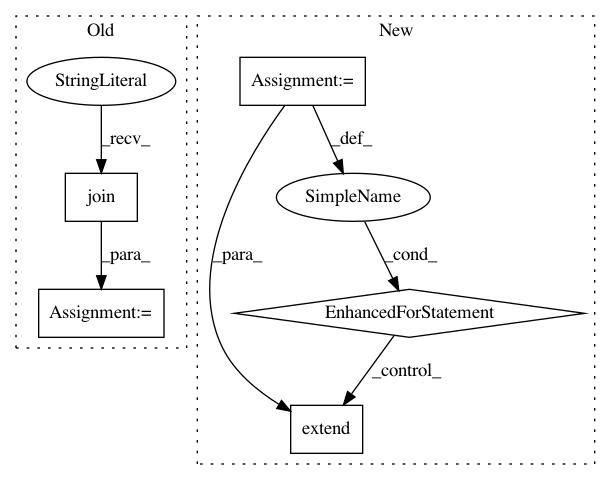 Old
New
StringLiteral
Assignment:=
_recv_
_def_
join
SimpleName
_para_
_para_
_cond_
Assignment:=
EnhancedForStatement
_control_
extend